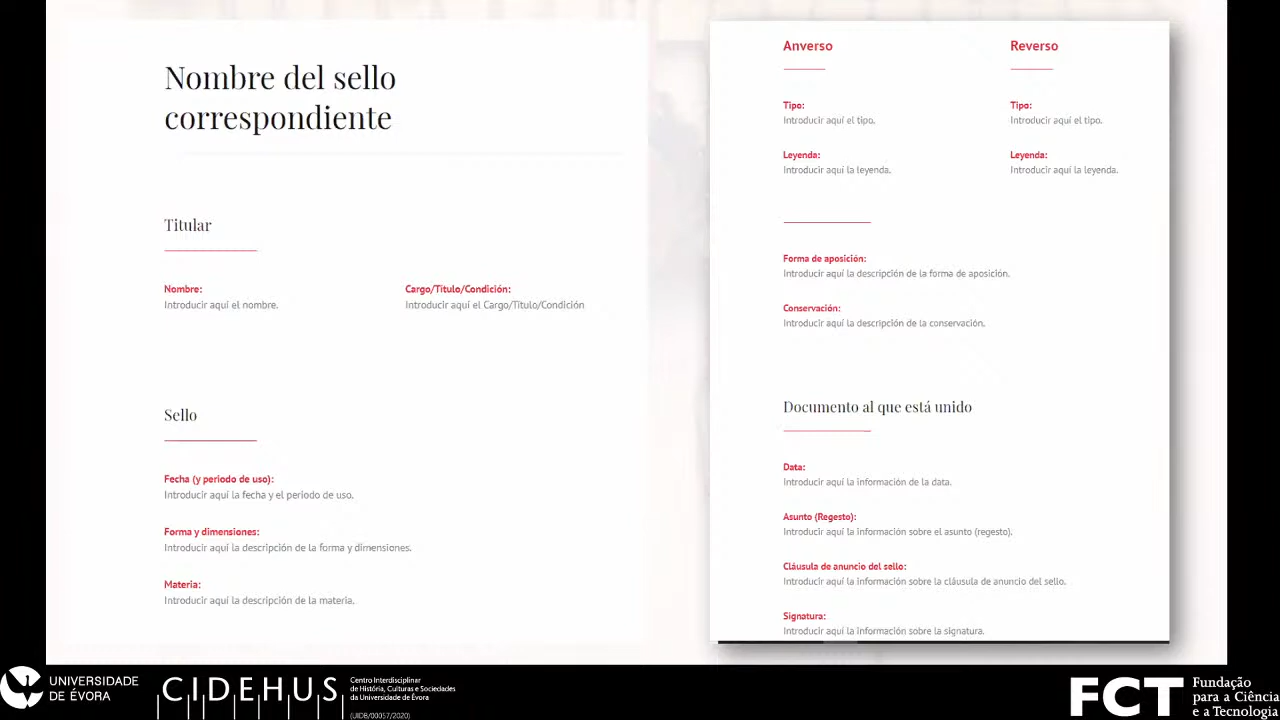 Nombre del sello
correspondiente
Titular
Nombre:
Introducir aquí el nombre.
Cargo/Título/Condición:
Introducir aquí el Cargo/Título/Condición
Sello
Fecha (y periodo de uso):
Introducir aquí la fecha y el periodo de uso.
Forma y dimensiones:
Introducir aquí la descripción de la forma y dimensiones.
Materia:
Introducir aquí la descripción de la materia.
Anverso
Tipo:
Introducir aquí el tipo.
Leyenda:
Introducir aquí la leyenda.
Reverso
Tipo:
Introducir aquí el tipo.
Leyenda:
Introducir aquí la leyenda.
Forma de aposición:
Introducir aquí la descripción de la forma de aposición.
Conservación:
Introducir aquí la descripción de la conservación.
Documento al que está unido
Data:
Introducir aquí la información de la data.
Asunto (Regesto):
Introducir aquí la información sobre el asunto (regesto).
Cláusula de anuncio del sello:
Introducir aquí la información sobre la cláusula de anuncio del sello.
Signatura:
Introducir aquí la información sobre la signatura.
UNIVERSIDADE
DE ÉVORA
CIDEHUS
Centro Interdisciplinar
de História, Culturas e Sociedades
da Universidade de Évora
(UIDB/00057/2020)
FCT
Fundação
para a Ciência
e a Tecnologia